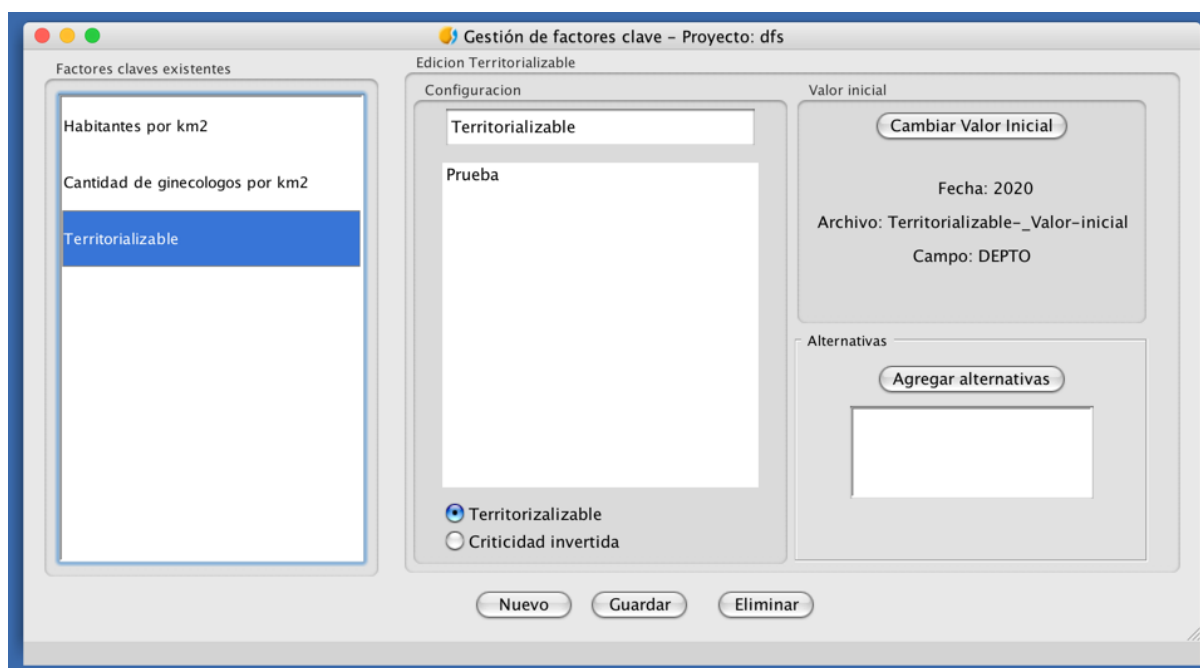 Gestión de factores clave - Proyecto: dfs
Factores claves existentes
Habitantes por km2
Cantidad de ginecologos por km2
Territorializable
Edicion Territorializable
Configuracion
Territorializable
Prueba
Territorizalizable
Criticidad invertida
Valor inicial
Cambiar Valor Inicial
Fecha: 2020
Archivo: Territorializable-_Valor-inicial
Campo: DEPTO
Alternativas
Agregar alternativas
Nuevo
Guardar
Eliminar